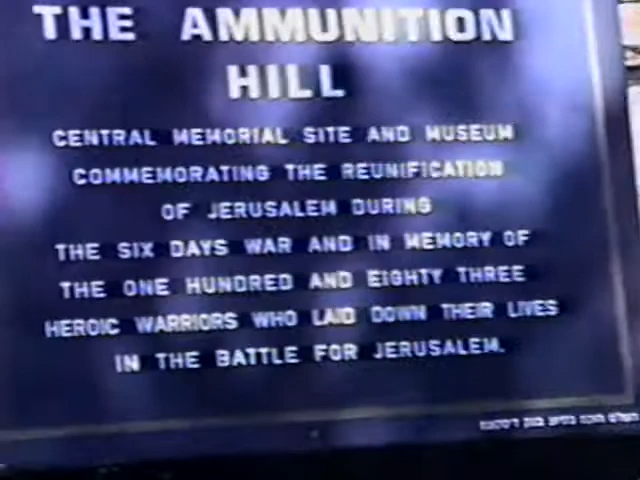 THE AMMUNITION
HILL
CENTRAL MEMORIAL SITE AND MUSEUM
COMMEMORATING THE REUNIFICATION
OF JERUSALEM DURING
THE SIX DAYS WAR AND IN MEMORY OF
THE ONE HUNDRED AND EIGHTY THREE
HEROIC WARRIORS WHO LAID DOWN THEIR LIVES
IN THE BATTLE FOR JERUSALEM.